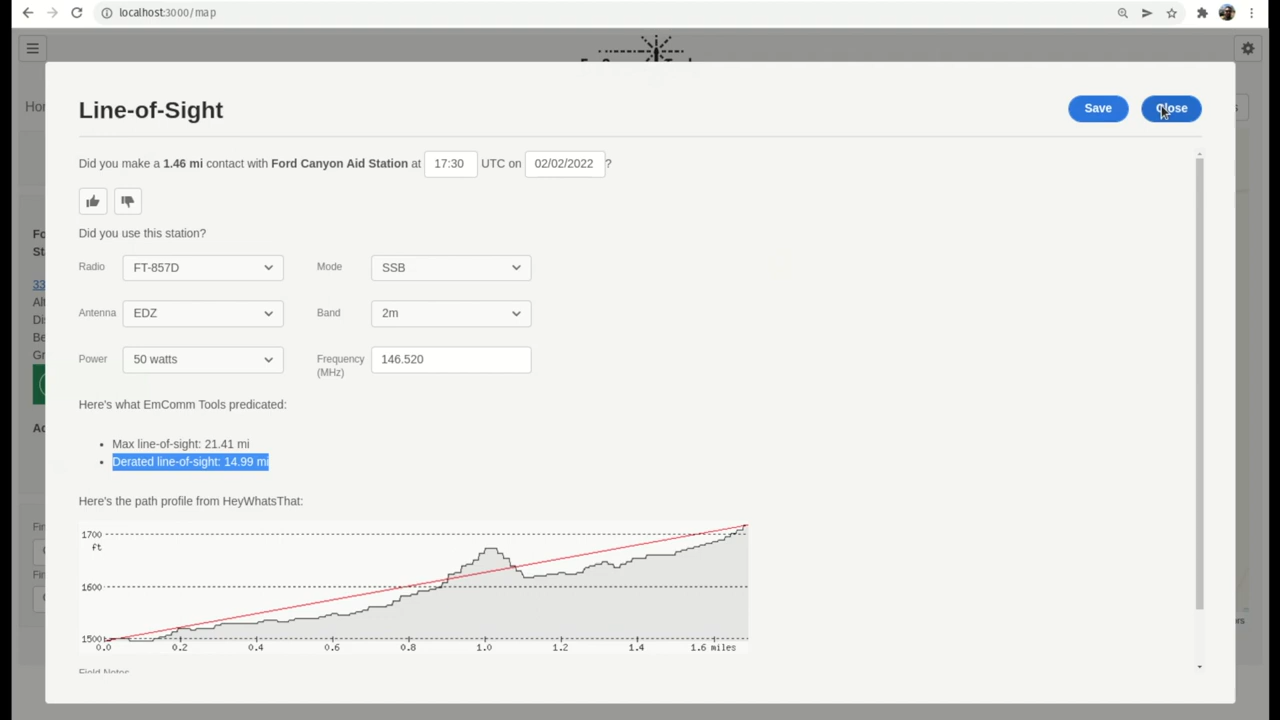 localhost:3000/map
Line-of-Sight
Save
Close
Did you make a 1.46 mi contact with Ford Canyon Aid Station at 17:30 UTC on 02/02/2022 ?
Did you use this station?
Radio FT-857D Mode SSB
Antenna EDZ Band 2m
Power 50 watts Frequency (MHz) 146.520
Here's what EmComm Tools predicated:
• Max line-of-sight: 21.41 mi
• Derated line-of-sight: 14.99 mi
Here's the path profile from HeyWhatsThat:
1700
ft
1600
1500
0.0 0.2 0.4 0.6 0.8 1.0 1.2 1.4 1.6 miles
Field Notes